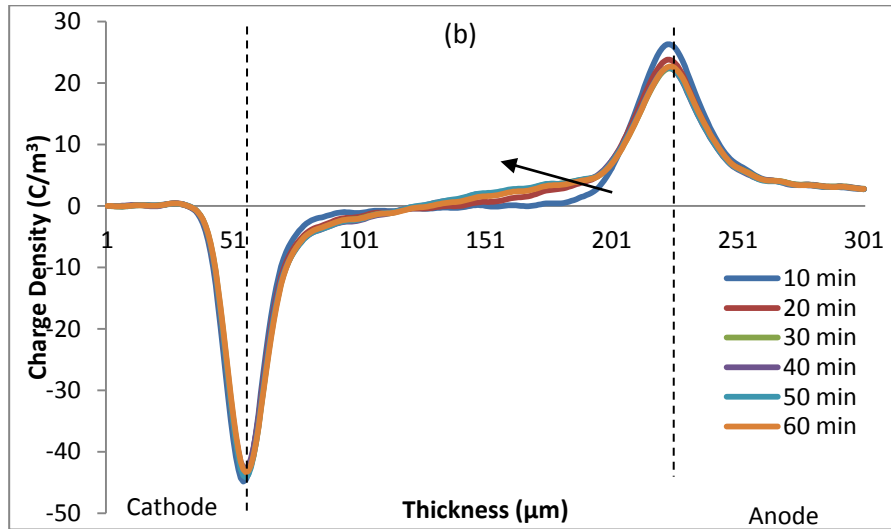 (b)
Charge Density (C/m³)
30
20
10
0
-10
-20
-30
-40
-50
1
51
101
151
201
251
301
10 min
20 min
30 min
40 min
50 min
60 min
Cathode
Thickness (µm)
Anode